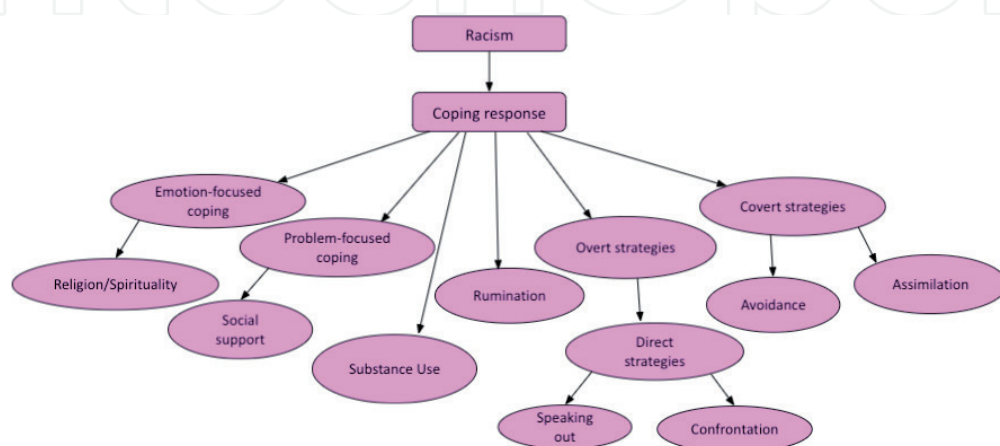 Racism
Coping response
Emotion-focused
coping
Problem-focused
coping
Covert strategies
Overt strategies
Religion/Spirituality
Social
support
Substance Use
Rumination
Direct
strategies
Avoidance
Assimilation
Speaking
out
Confrontation